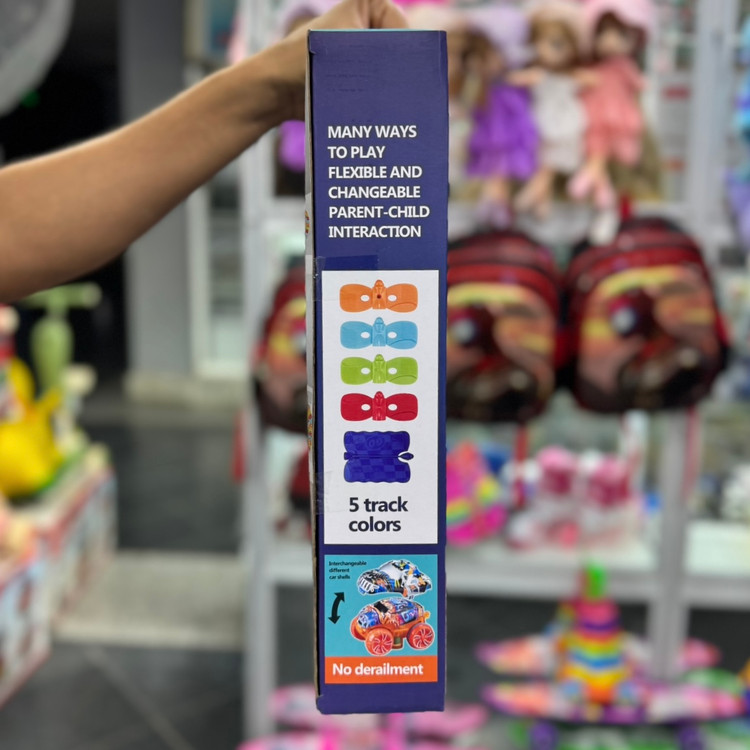 MANY WAYS
TO PLAY
FLEXIBLE AND
CHANGEABLE
PARENT-CHILD
INTERACTION
5 track
colors
Interchangeable
different
car shells
No derailment